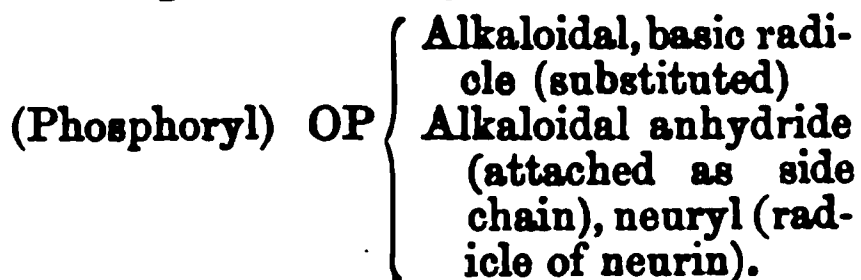 Alkaloidal, basic radi-
cle (substituted)
(Phosphoryl) OP { Alkaloidal anhydride
(attached as side
chain), neuryl (rad-
icle of neurin).